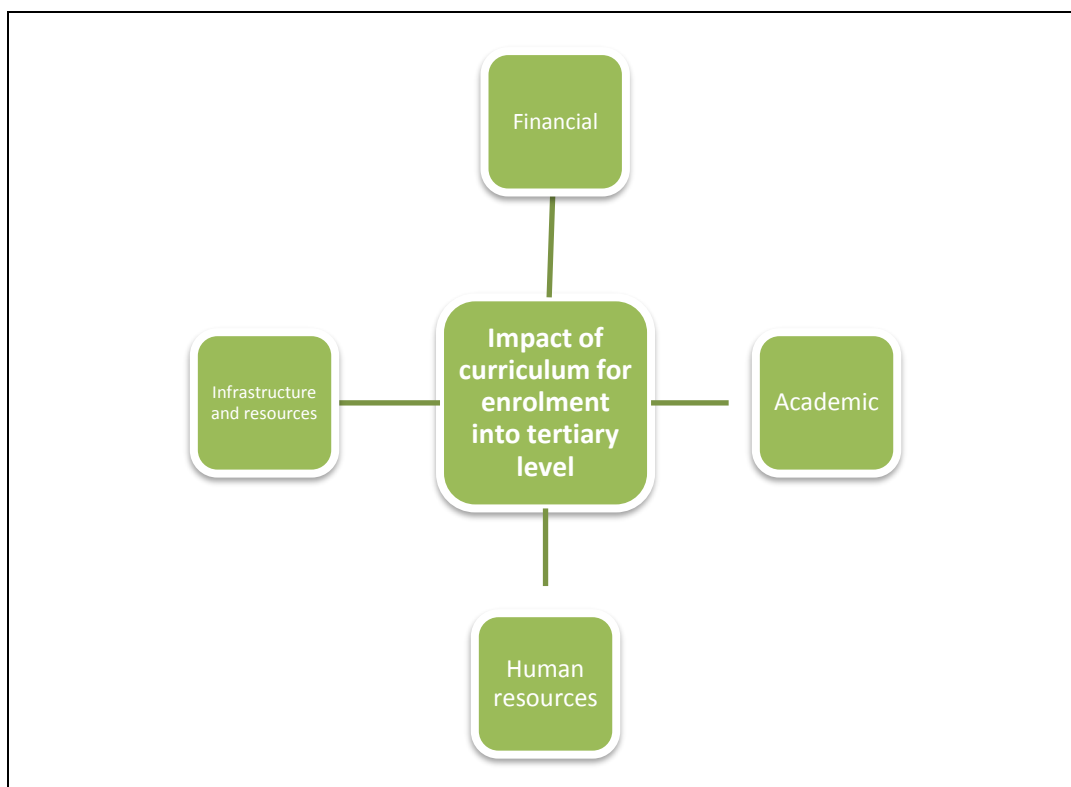 Financial
Impact of
curriculum for
enrolment
into tertiary
level
Infrastructure
and resources
Academic
Human
resources